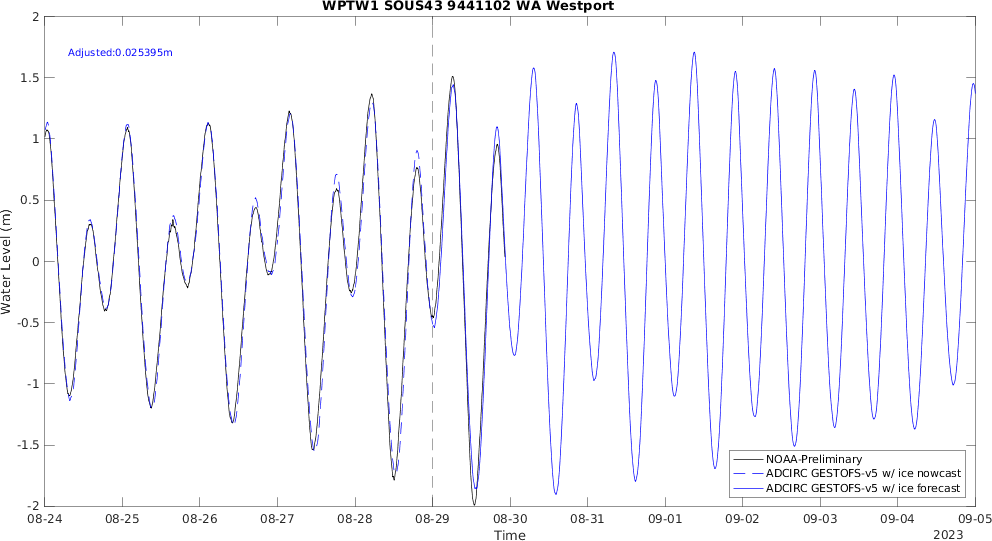 WPTW1 SOUS43 9441102 WA Westport
Adjusted:0.025395m
Water Level (m)
2
1.5
1
0.5
0
-0.5
-1
-1.5
-2
NOAA-Preliminary
ADCIRC GESTOFS-v5 w/ ice nowcast
ADCIRC GESTOFS-v5 w/ ice forecast
08-24 08-25 08-26 08-27 08-28 08-29 08-30 08-31 09-01 09-02 09-03 09-04 09-05
Time
2023